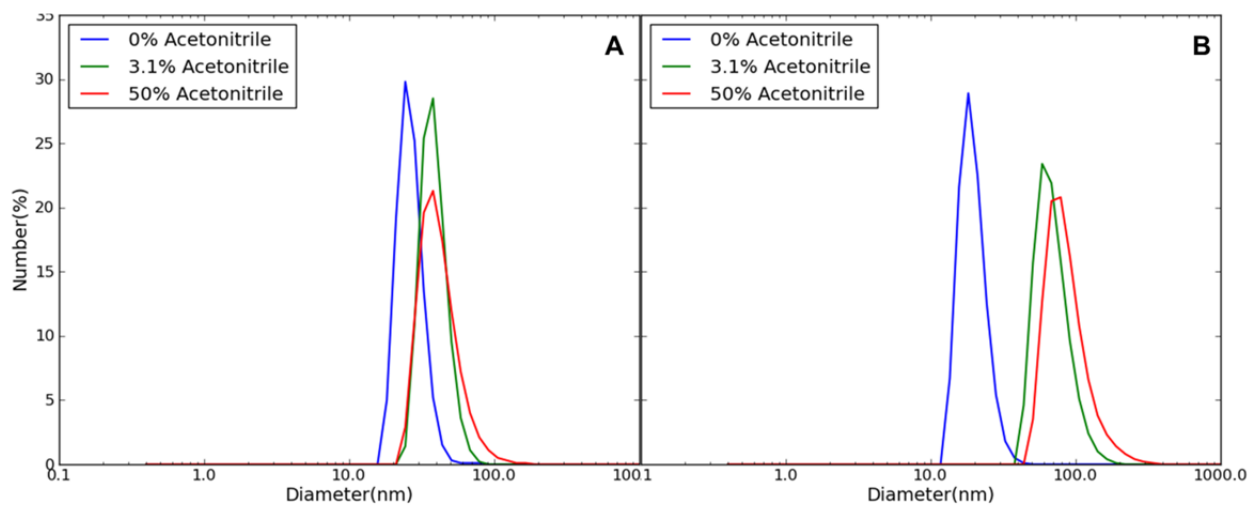 35
0% Acetonitrile
3.1% Acetonitrile
50% Acetonitrile
A
0% Acetonitrile
3.1% Acetonitrile
50% Acetonitrile
B
30
25
20
15
10
5
0
Number(%)
0.1 1.0 10.0 100.0 100 1 1.0 10.0 100.0 1000.0
Diameter(nm) Diameter(nm)